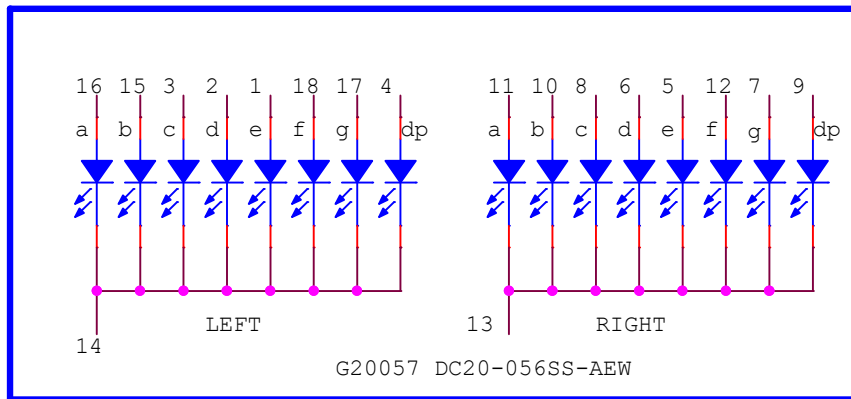 16 15 3 2 1 18 17 4 11 10 8 6 5 12 7 9
a b c d e f g dp a b c d e f g dp
LEFT 13 RIGHT
14
G20057 DC20-056SS-AEW